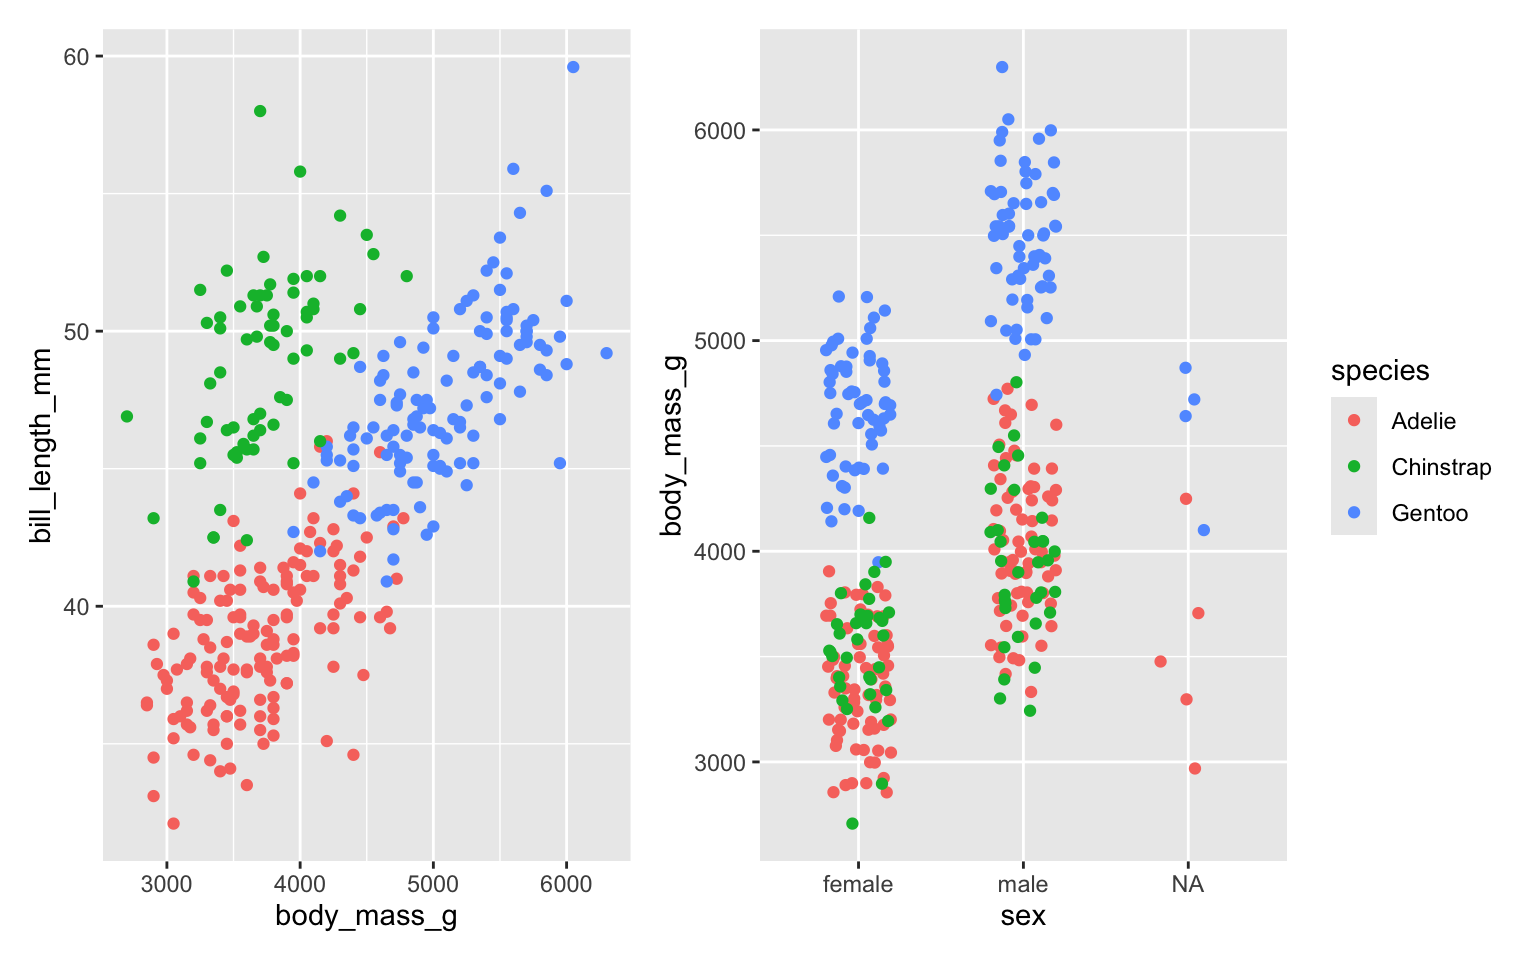 60
50
40
bill_length_mm
3000 4000 5000 6000
body_mass_g
6000
5000
4000
3000
body_mass_g
female male NA
sex
species
Adelie
Chinstrap
Gentoo